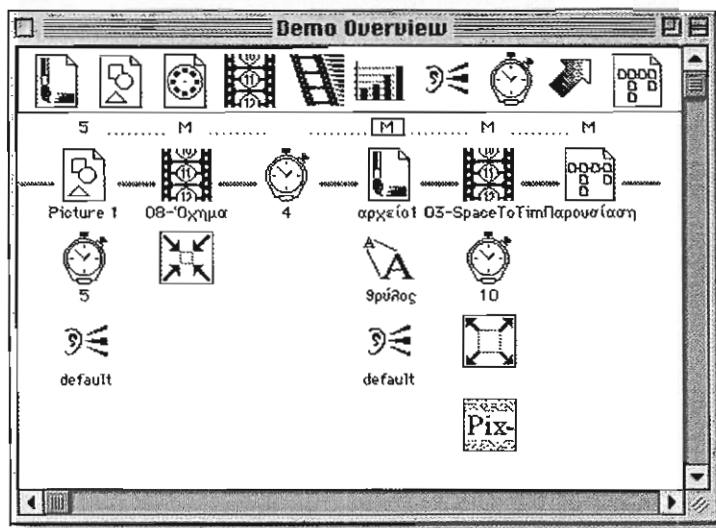 Demo Overview
5 ........ M ........ ........ M ........ M ........ M
Picture 1 08-Όχημα 4 αρχείο1 03-SpaceToTimΠαρουσίαση
5 θρύλος 10
default default
Pix-